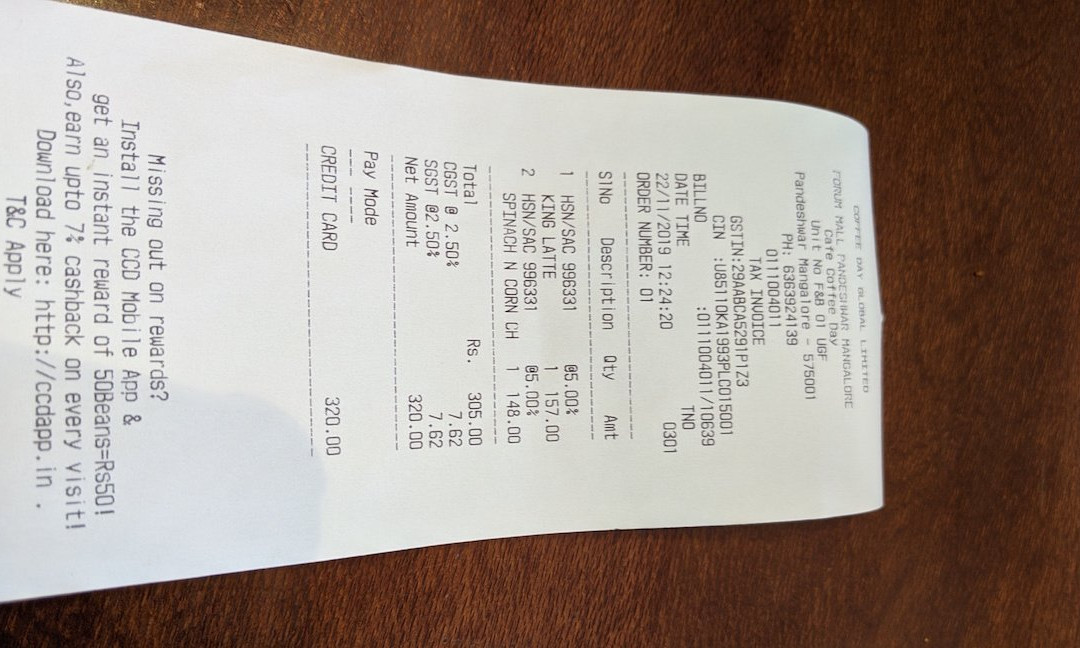 COFFEE DAY GLOBAL LIMITED
FORUM MALL PANDESHWAR MANGALORE
Cafe Coffee Day
Unit No F&B 01 UGF
Pandeshwar Mangalore - 575001
PH: 6363924139
0111004011
TAX INVOICE
GSTIN:29AABCA5291P1Z3
CIN :U85110KA1993PLC015001
BILLNO :0111004011/10639
DATE TIME TNO
22/11/2019 12:24:20 0301
ORDER NUMBER: 01
SlNo Description Qty Amt
1 HSN/SAC 996331 @5.00%
KING LATTE 1 157.00
2 HSN/SAC 996331 @5.00%
SPINACH N CORN CH 1 148.00
Total Rs. 305.00
CGST @ 2.50% 7.62
SGST @2.50% 7.62
Net Amount 320.00
Pay Mode
CREDIT CARD 320.00
Missing out on rewards?
Install the CCD Mobile App &
get an instant reward of 50Beans=Rs50!
Also,earn upto 7% cashback on every visit!
Download here: http://ccdapp.in .
T&C Apply